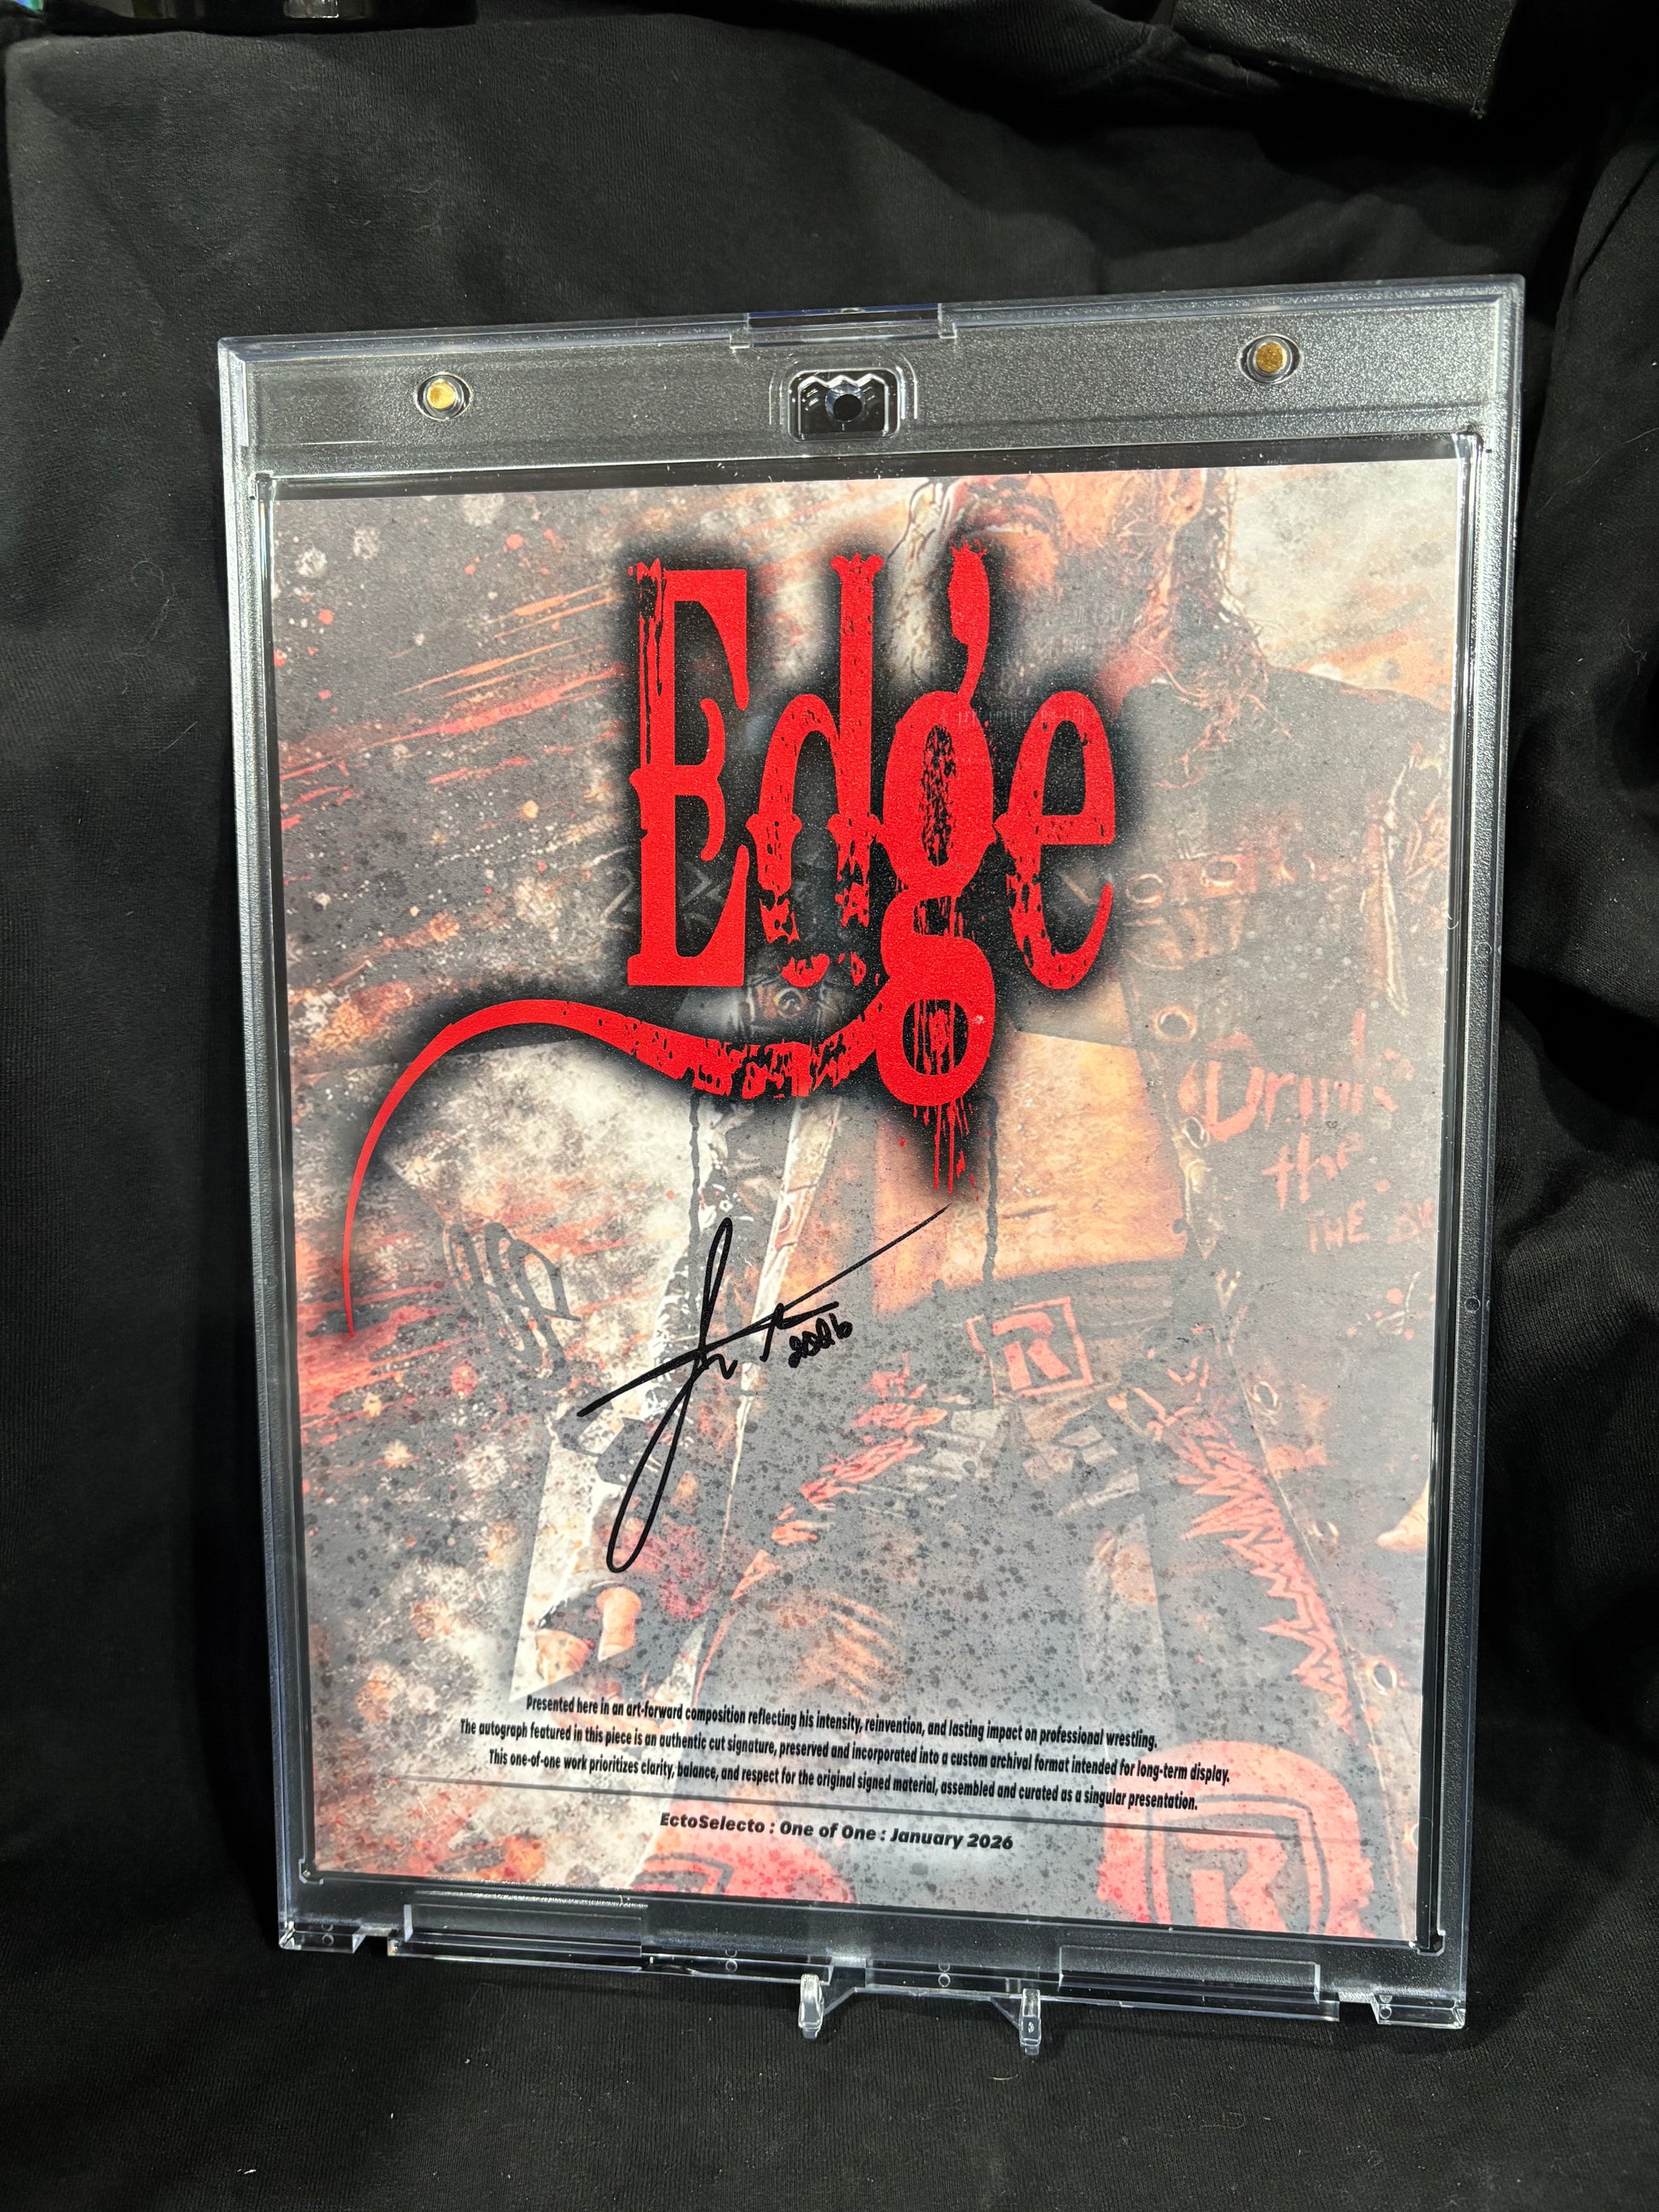 Edge
Drinks
the
THE
2026
R
Presented here in an art-forward composition reflecting his intensity, reinvention, and lasting impact on professional wrestling.
The autograph featured in this piece is an authentic cut signature, preserved and incorporated into a custom archival format intended for long-term display.
This one-of-one work prioritizes clarity, balance, and respect for the original signed material, assembled and curated as a singular presentation.
EctoSelecto : One of One : January 2026
R